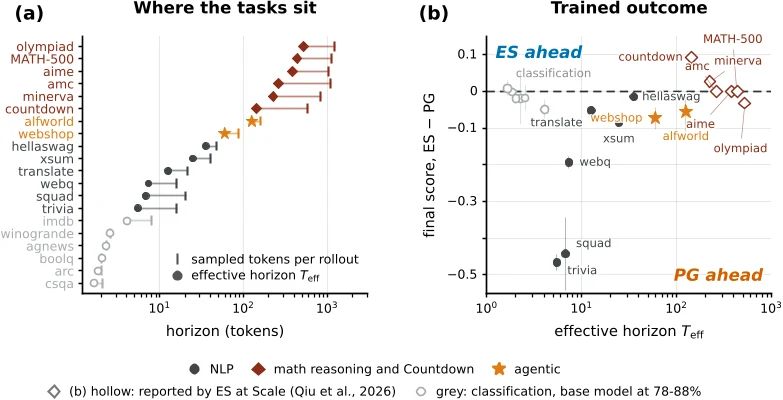 (a)
Where the tasks sit
olympiad
MATH-500
aime
amc
minerva
countdown
alfworld
webshop
hellaswag
xsum
translate
webq
squad
trivia
imdb
winogrande
agnews
boolq
arc
csqa
sampled tokens per rollout
effective horizon T_eff
10^1
10^2
10^3
horizon (tokens)
(b)
Trained outcome
final score, ES − PG
0.1
−0.1
−0.3
−0.5
ES ahead
MATH-500
countdown
amc
minerva
classification
hellaswag
translate
webshop
aime
xsum
alfworld
olympiad
webq
squad
trivia
PG ahead
10^0
10^1
10^2
10^3
effective horizon T_eff
NLP
math reasoning and Countdown
agentic
(b) hollow: reported by ES at Scale (Qiu et al., 2026)
grey: classification, base model at 78-88%